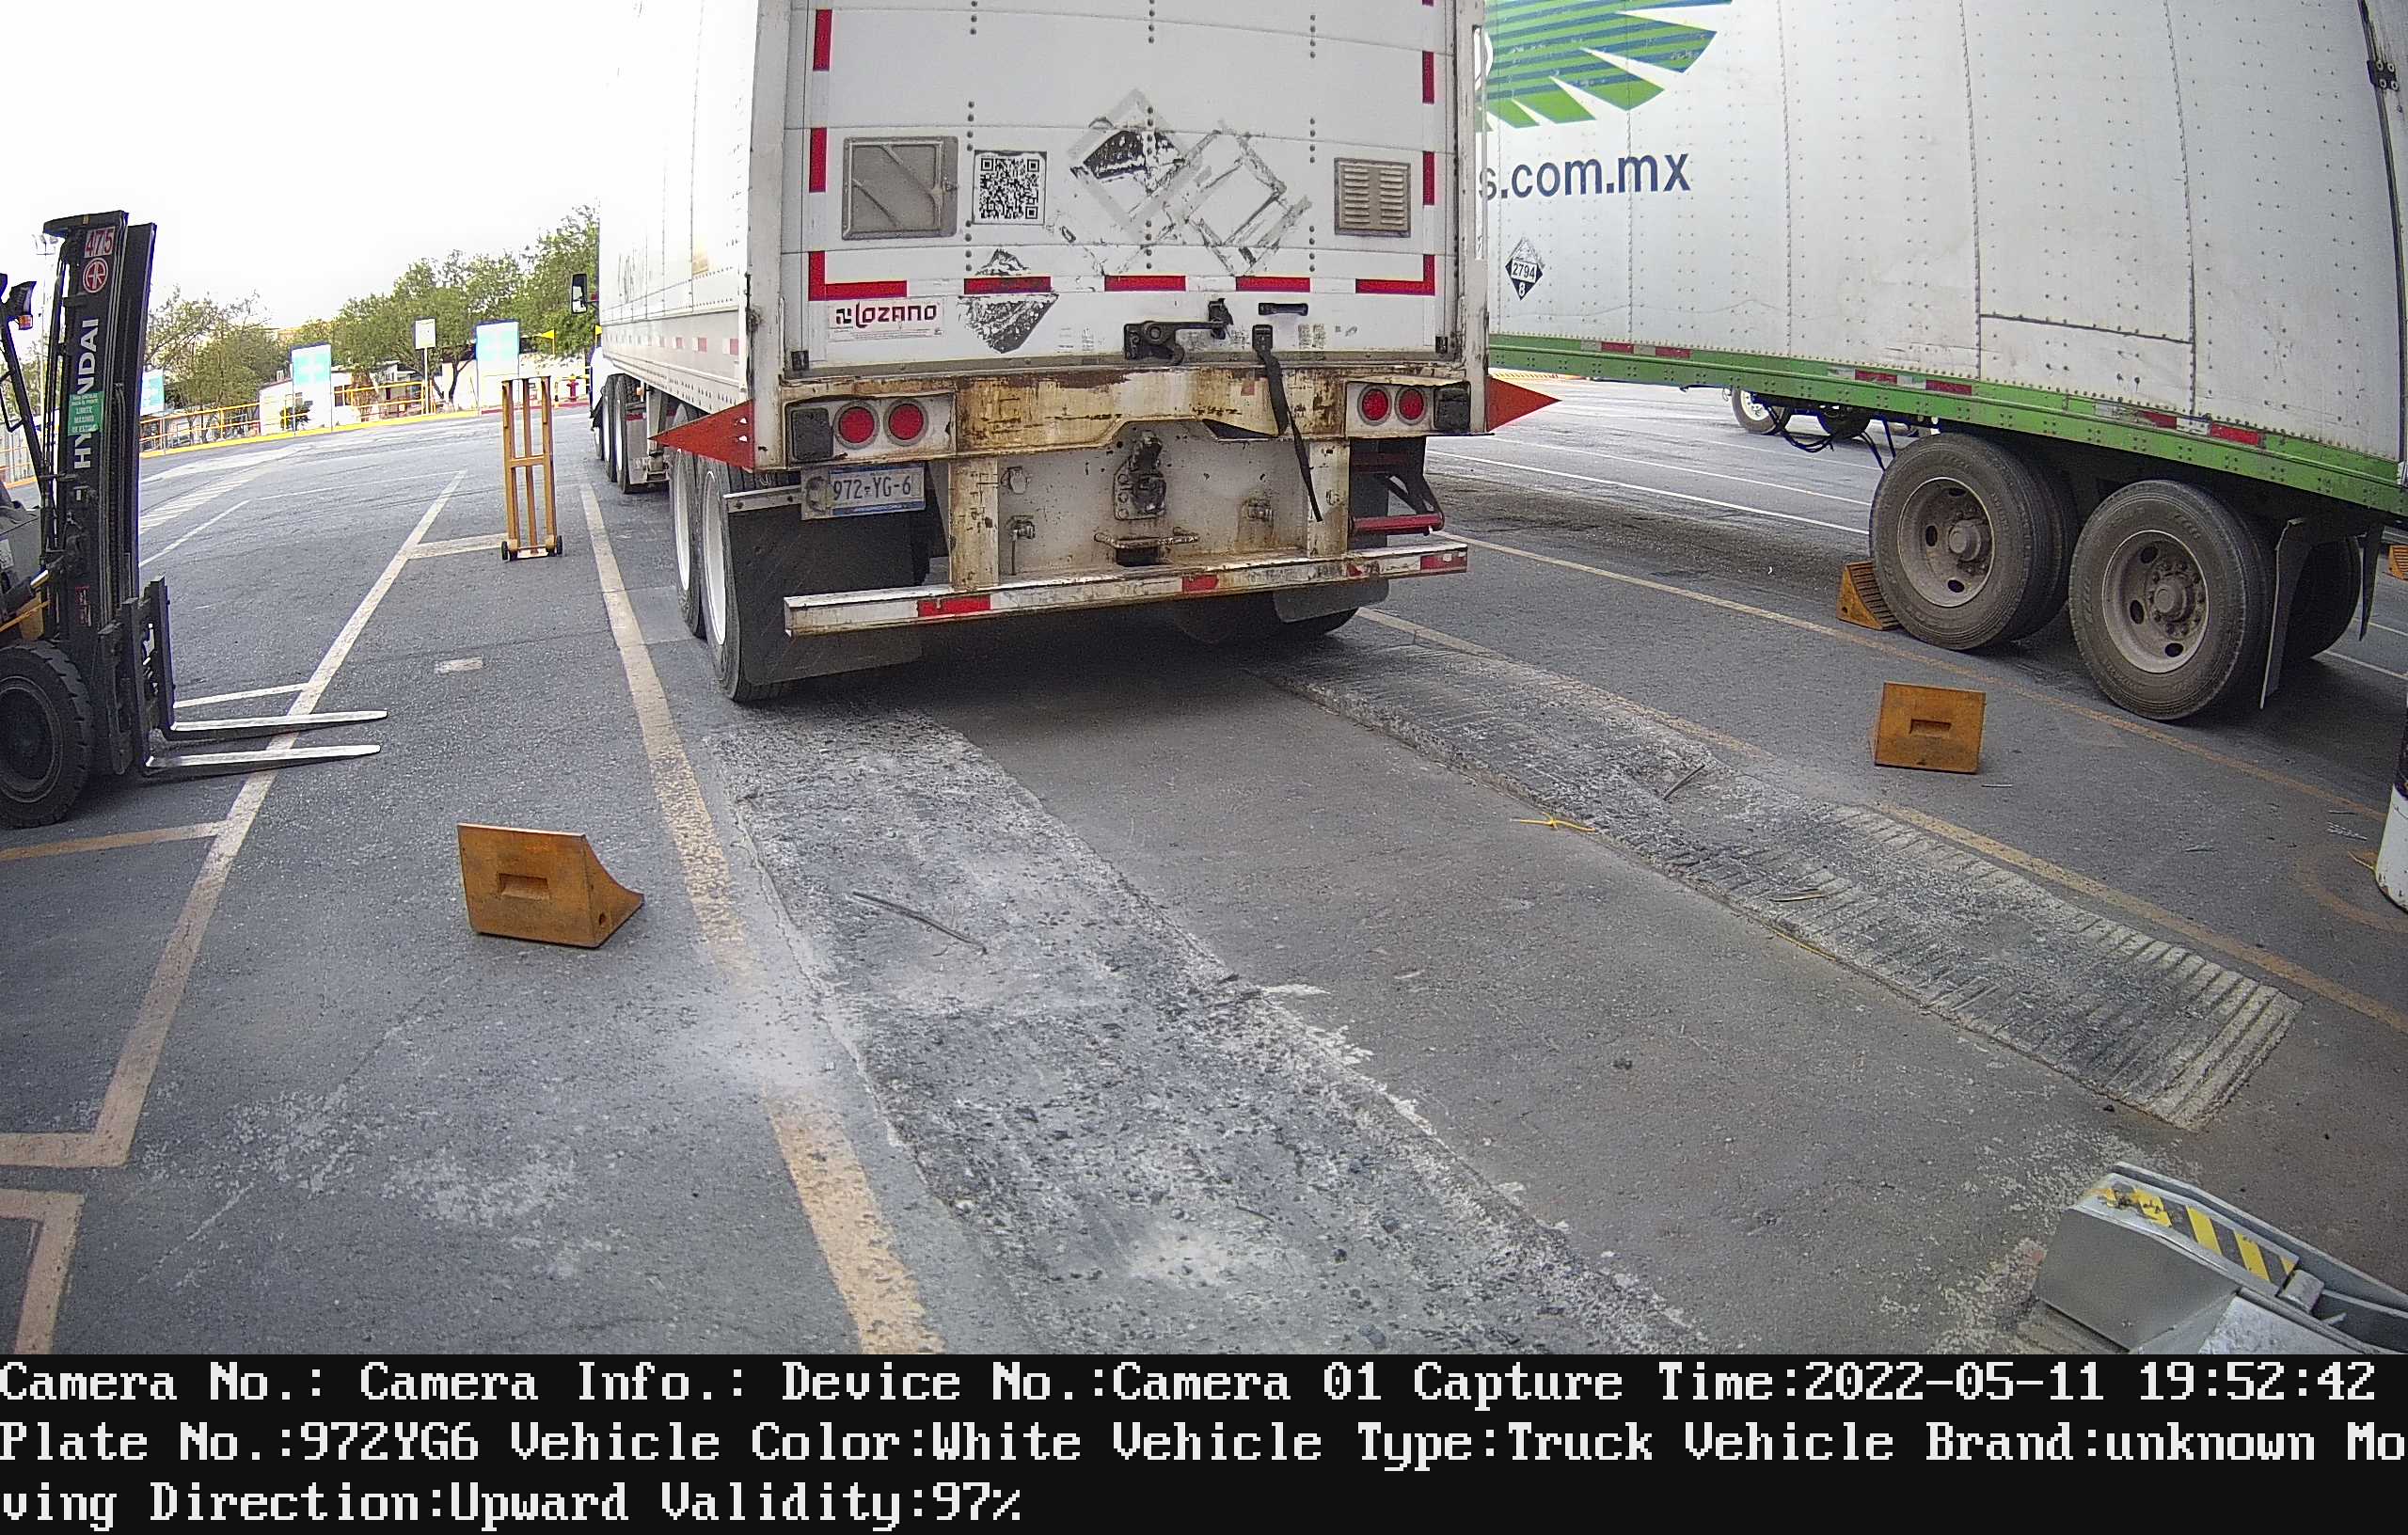 475
HYUNDAI
LOZANO
972-YG-6
s.com.mx
2794
8
Camera No.: Camera Info.: Device No.:Camera 01 Capture Time:2022-05-11 19:52:42
Plate No.:972YG6 Vehicle Color:White Vehicle Type:Truck Vehicle Brand:unknown Mo
ving Direction:Upward Validity:97%